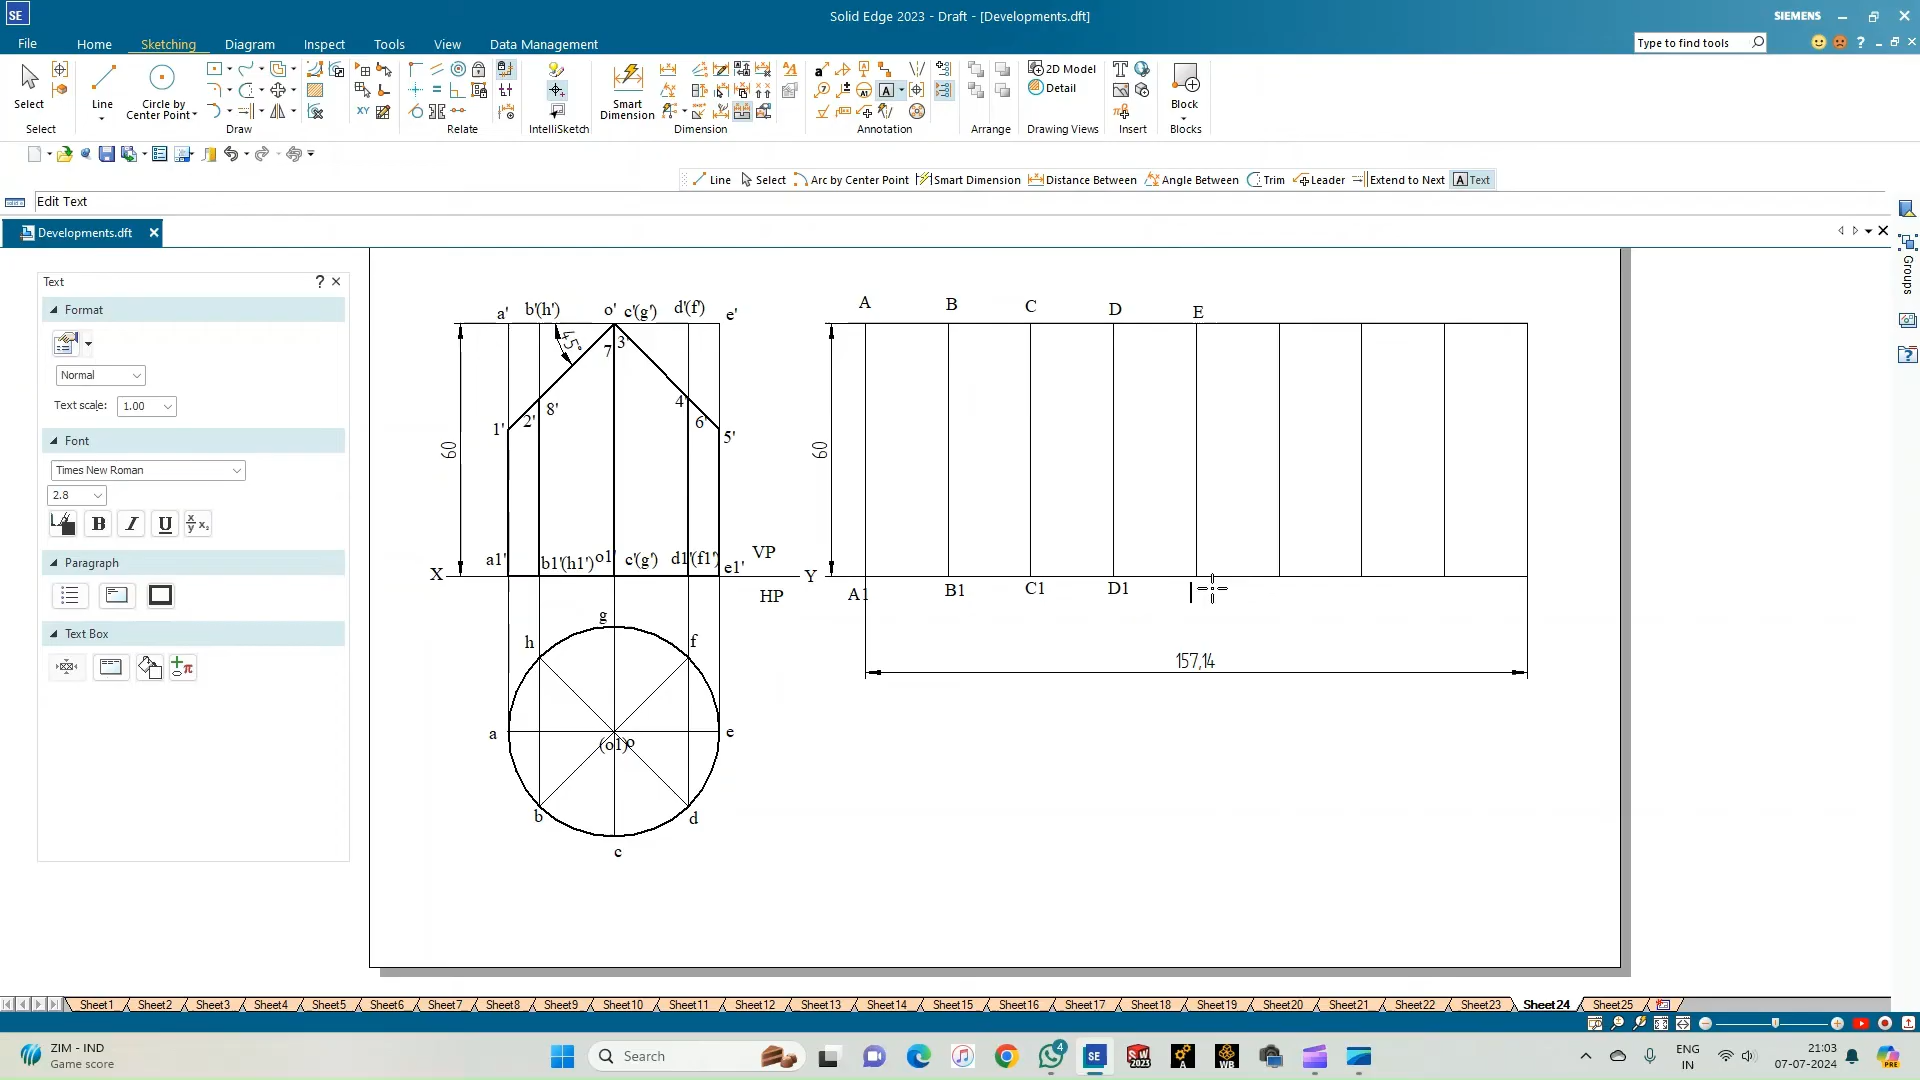 SE
Solid Edge 2023 - Draft - [Developments.dft]
SIEMENS
File
Home
Sketching
Diagram
Inspect
Tools
View
Data Management
Type to find tools
Select
Line
Circle by
Center Point
Smart
Dimension
2D Model
Detail
Block
Select
Draw
Relate
IntelliSketch
Dimension
Annotation
Arrange
Drawing Views
Insert
Blocks
Line
Select
Arc by Center Point
Smart Dimension
Distance Between
Angle Between
Trim
Leader
Extend to Next
Text
Edit Text
Developments.dft
Groups
Text
?
Format
Normal
Text scale:
1.00
Font
Times New Roman
2.8
B
I
U
Paragraph
Text Box
a'
b'(h')
o'
c'(g')
d'(f')
e'
A
B
C
D
E
45°
7
3'
4'
8'
2'
1'
6'
5'
60
60
a1'
b1'(h1')
o1'
c'(g')
d1'(f1')
e1'
VP
X
Y
HP
A1
B1
C1
D1
g
h
f
157,14
a
e
(o1)o
b
d
c
Sheet1
Sheet2
Sheet3
Sheet4
Sheet5
Sheet6
Sheet7
Sheet8
Sheet9
Sheet10
Sheet11
Sheet12
Sheet13
Sheet14
Sheet15
Sheet16
Sheet17
Sheet18
Sheet19
Sheet20
Sheet21
Sheet22
Sheet23
Sheet24
Sheet25
ZIM - IND
Game score
Search
4
SE
ENG
IN
21:03
07-07-2024